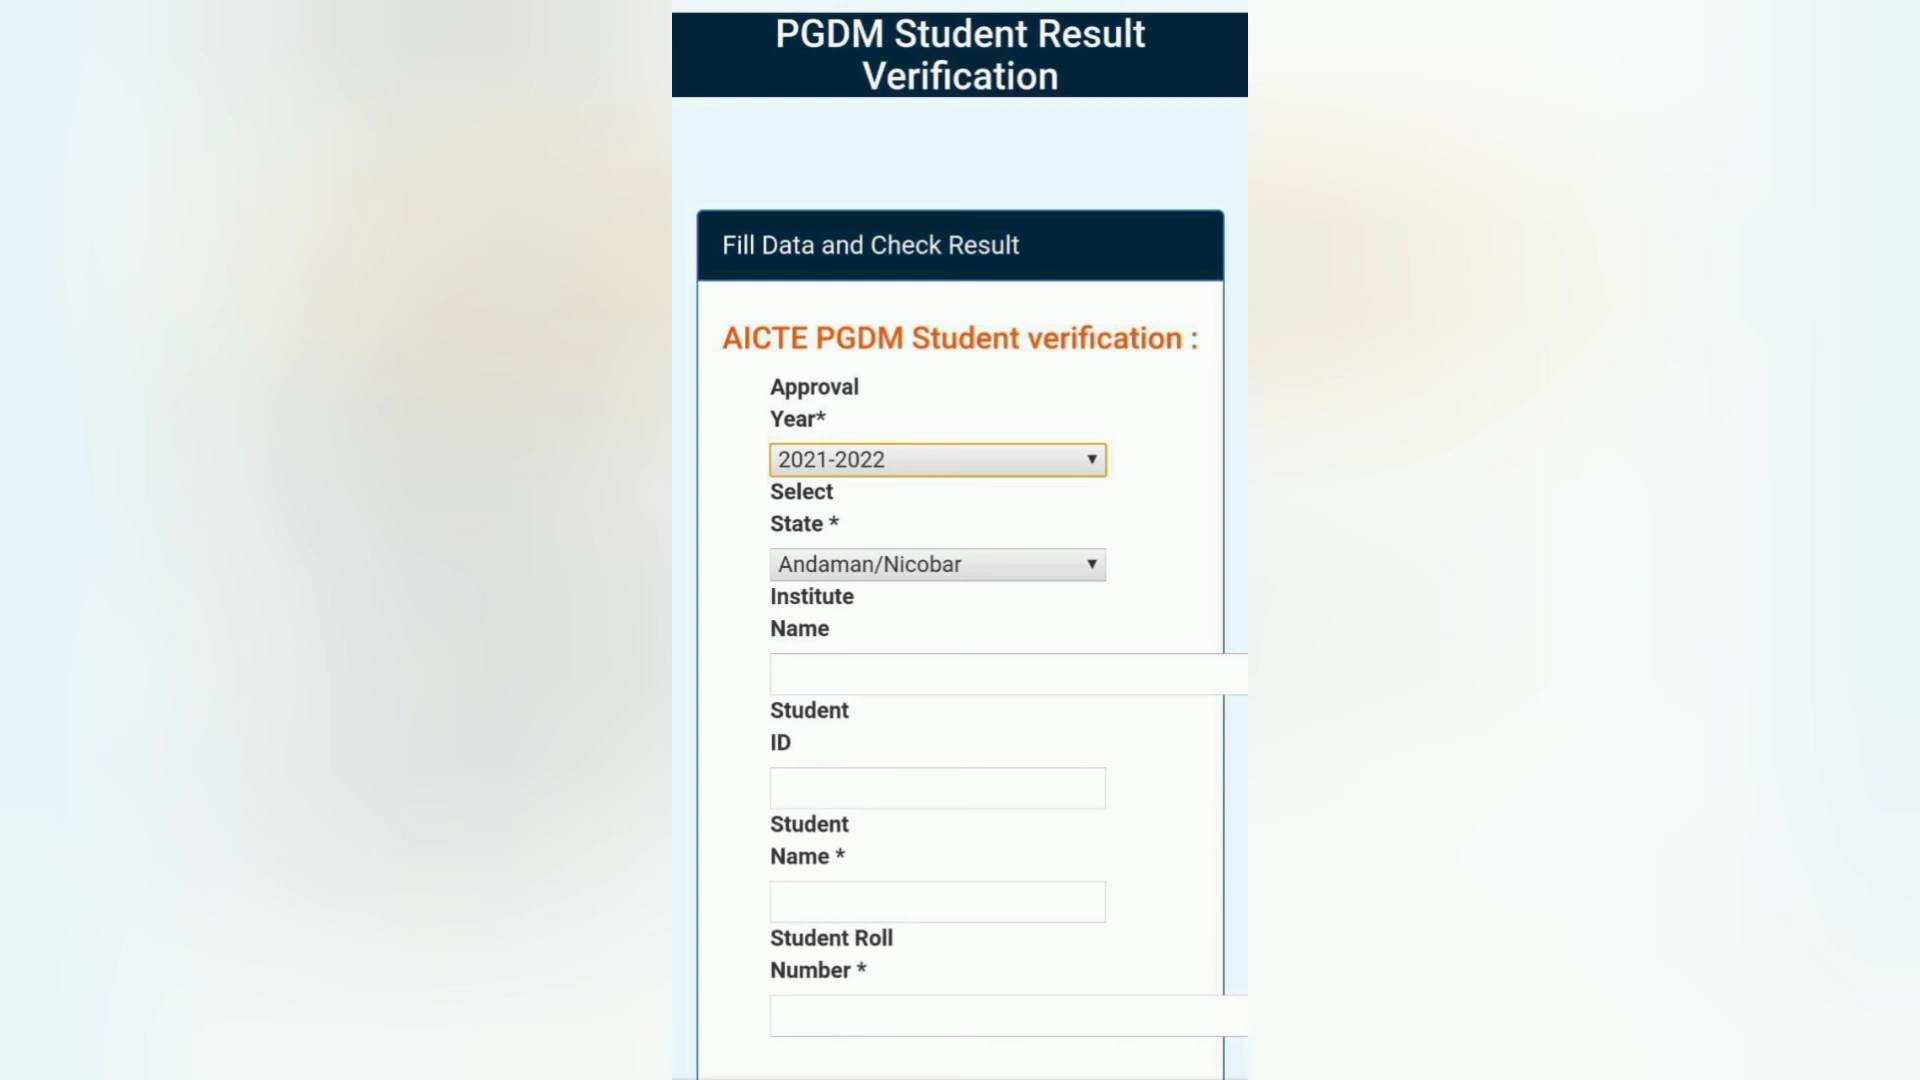 PGDM Student Result
Verification
Fill Data and Check Result
AICTE PGDM Student verification :
Approval
Year*
2021-2022
Select
State *
Andaman/Nicobar
Institute
Name
Student
ID
Student
Name *
Student Roll
Number *